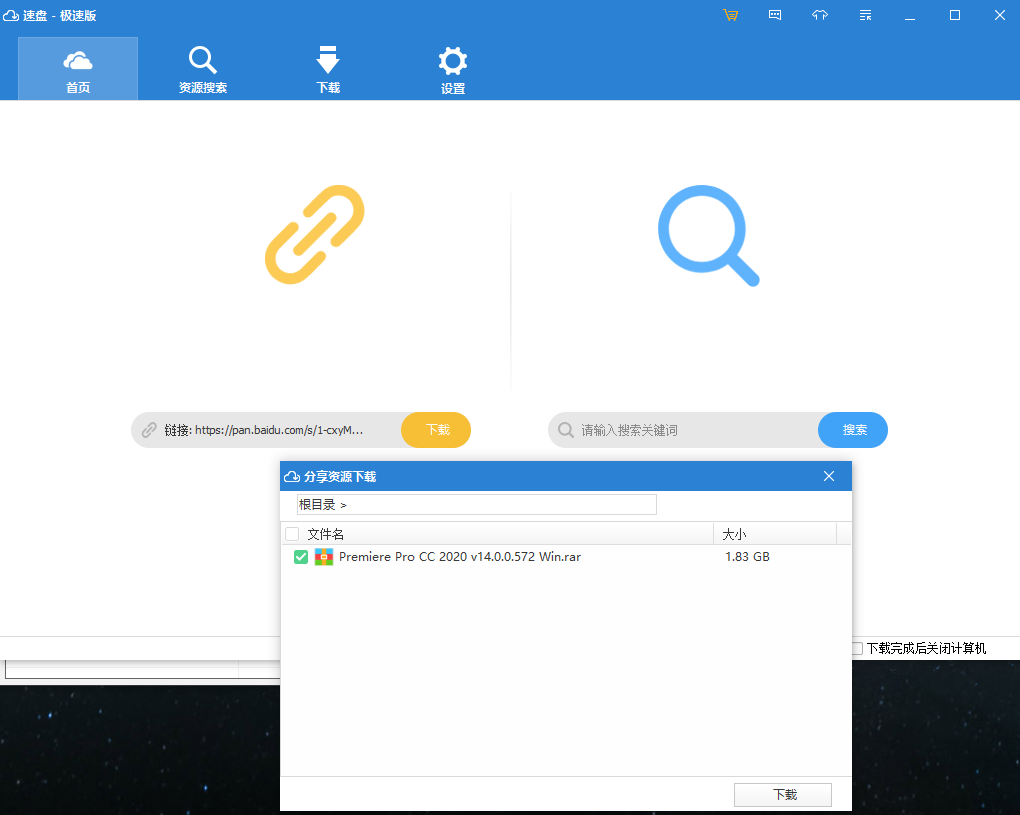 速盘 - 极速版
首页
资源搜索
下载
设置
链接: https://pan.baidu.com/s/1-cxyM...
下载
请输入搜索关键词
搜索
分享资源下载
根目录 >
文件名
大小
Premiere Pro CC 2020 v14.0.0.572 Win.rar
1.83 GB
下载完成后关闭计算机
下载